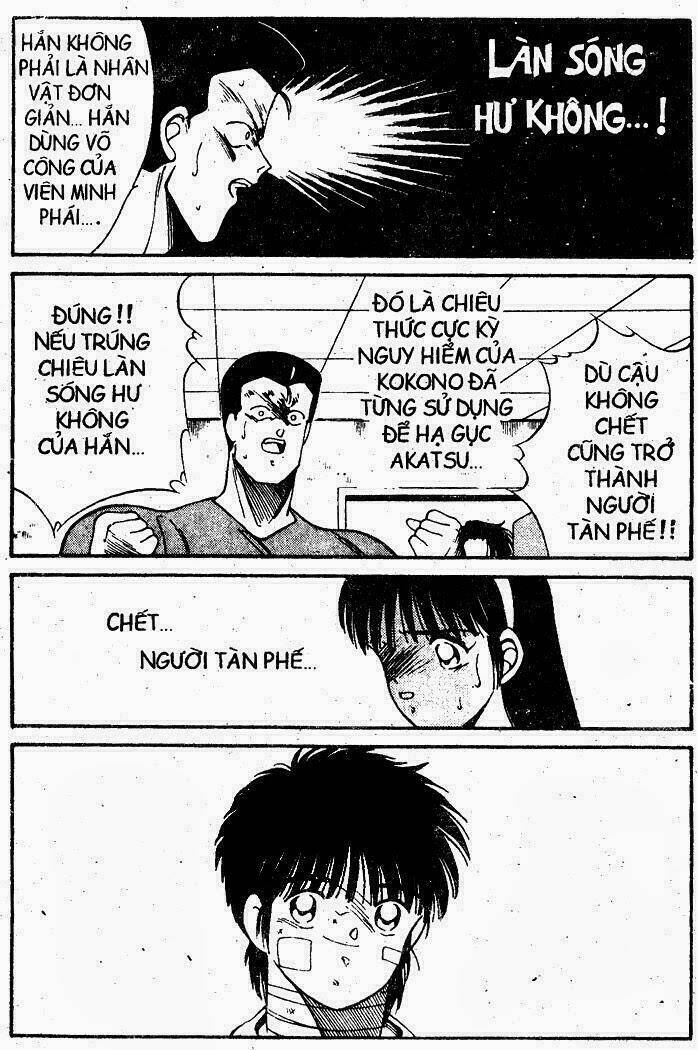 HẮN KHÔNG
PHẢI LÀ NHÂN
VẬT ĐƠN
GIẢN... HẮN
DÙNG VÕ
CÔNG CỦA
VIÊN MINH
PHÁI....
LÀN SÓNG
HƯ KHÔNG...!
ĐÚNG!!
NẾU TRÚNG
CHIÊU LÀN
SÓNG HƯ
KHÔNG
CỦA HẮN...
ĐÓ LÀ CHIÊU
THỨC CỰC KỲ
NGUY HIỂM CỦA
KOKONO ĐÃ
TỪNG SỬ DỤNG
ĐỂ HẠ GỤC
AKATSU...
DÙ CẬU
KHÔNG
CHẾT
CŨNG TRỞ
THÀNH
NGƯỜI
TÀN PHẾ!!
CHẾT...
NGƯỜI TÀN PHẾ...